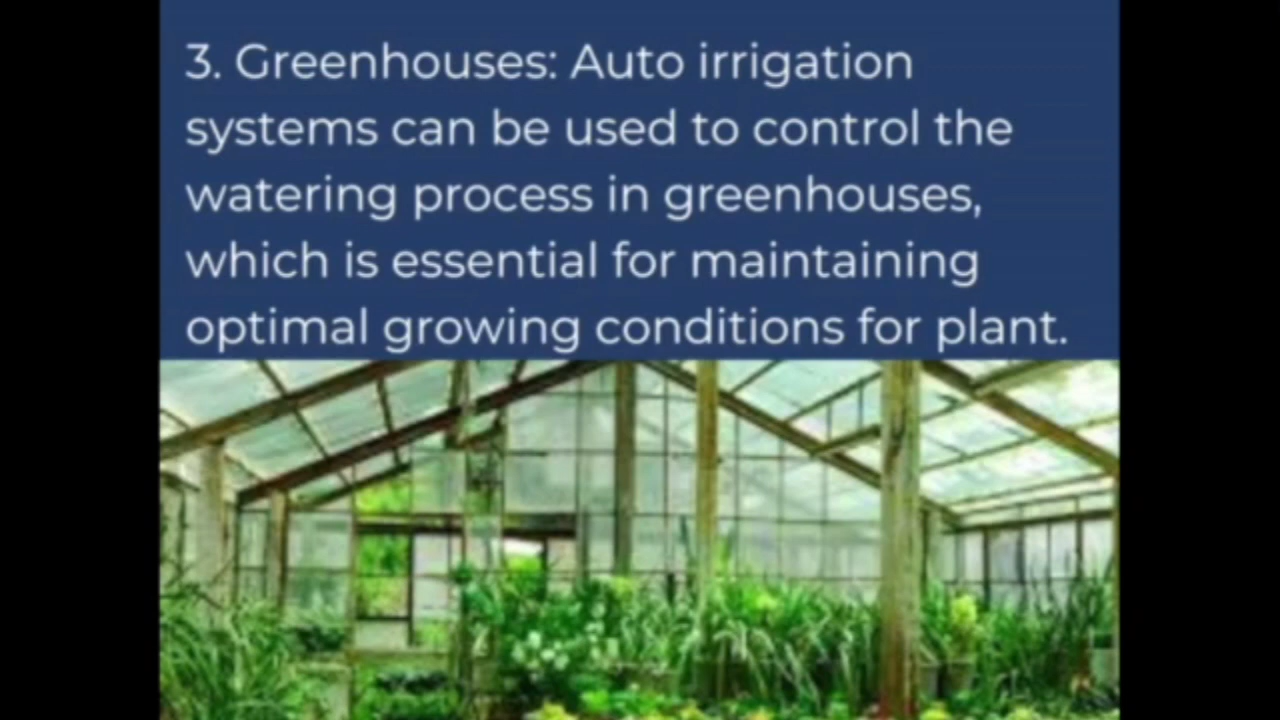 3. Greenhouses: Auto irrigation
systems can be used to control the
watering process in greenhouses,
which is essential for maintaining
optimal growing conditions for plant.